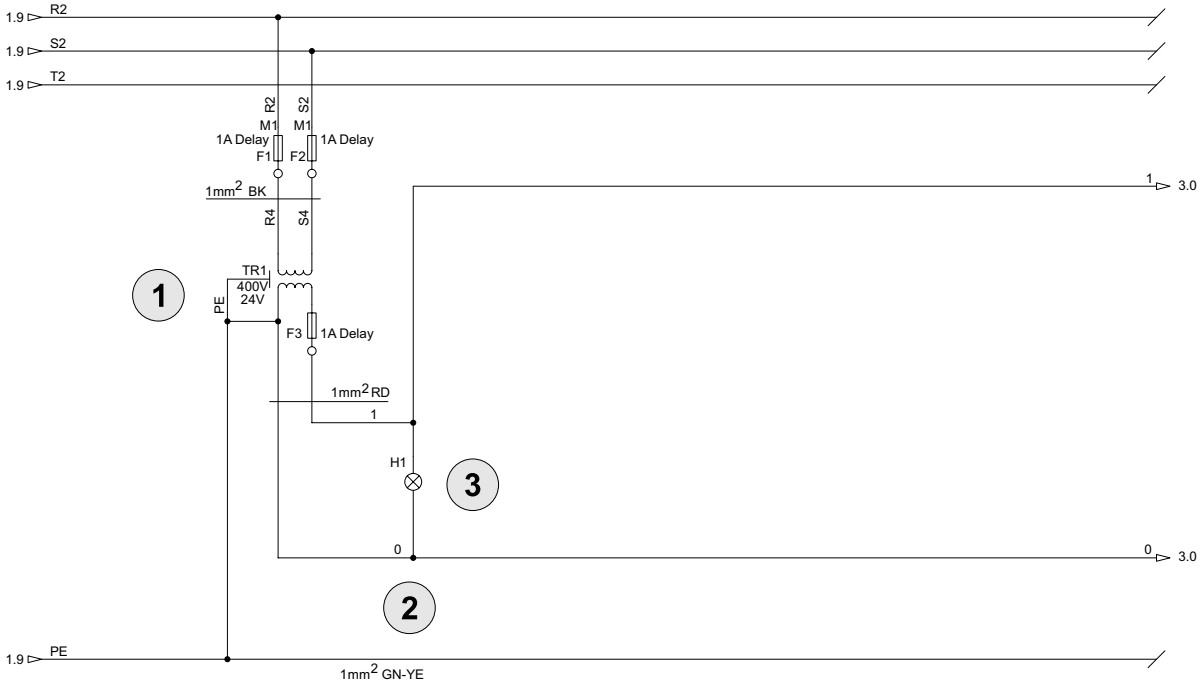 1.9 R2
1.9 S2
1.9 T2
R2 S2
M1 M1
1A Delay 1A Delay
F1 F2
1 3.0
1mm2 BK
R4 S4
TR1
400V
24V
PE
1
F3 1A Delay
1mm2 RD
1
H1
3
0 0 3.0
2
1.9 PE
1mm2 GN-YE